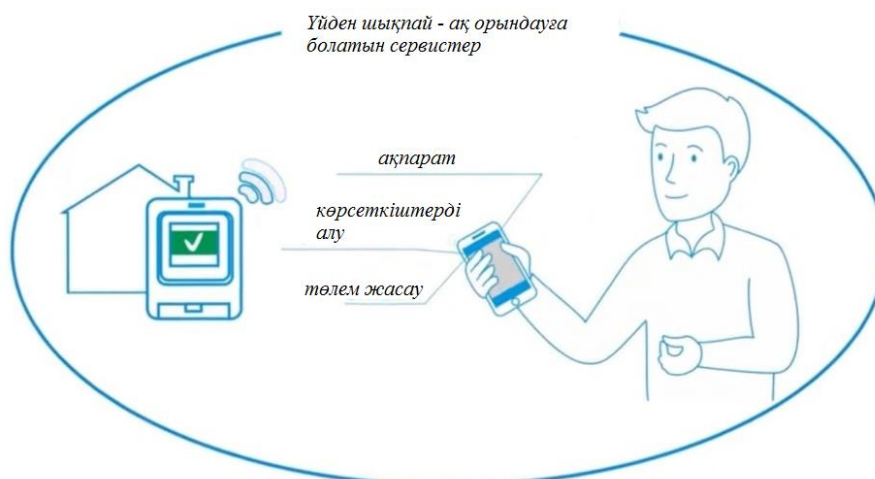 Үйден шықпай - ақ орындауға
болатын сервистер
ақпарат
көрсеткіштерді
алу
төлем жасау